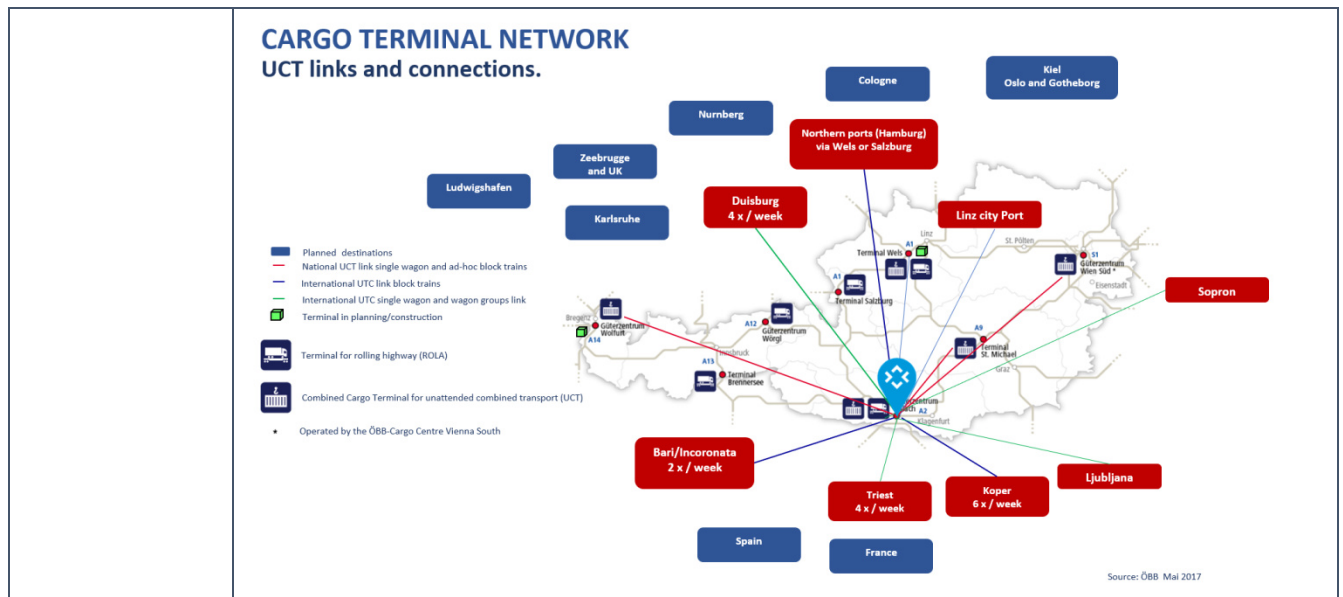 CARGO TERMINAL NETWORK
UCT links and connections.
Cologne
Kiel
Oslo and Gotheborg
Nurnberg
Northern ports (Hamburg)
via Wels or Salzburg
Zeebrugge
and UK
Ludwigshafen
Duisburg
4 x / week
Karlsruhe
Linz city Port
Linz
A1
St. Pölten
Terminal Wels
S1
Güterzentrum
Wien Süd *
Eisenstadt
A1
Terminal Salzburg
Sopron
Planned destinations
National UCT link single wagon and ad-hoc block trains
International UTC link block trains
International UTC single wagon and wagon groups link
Terminal in planning/construction
Bregenz
Güterzentrum
Wolfurt
A14
A12
Güterzentrum
Wörgl
Innsbruck
A13
Terminal
Brennersee
A9
Terminal
St. Michael
Graz
Terminal for rolling highway (ROLA)
Combined Cargo Terminal for unattended combined transport (UCT)
A2
Klagenfurt
* Operated by the ÖBB-Cargo Centre Vienna South
Bari/Incoronata
2 x / week
Triest
4 x / week
Koper
6 x / week
Ljubljana
Spain
France
Source: ÖBB Mai 2017